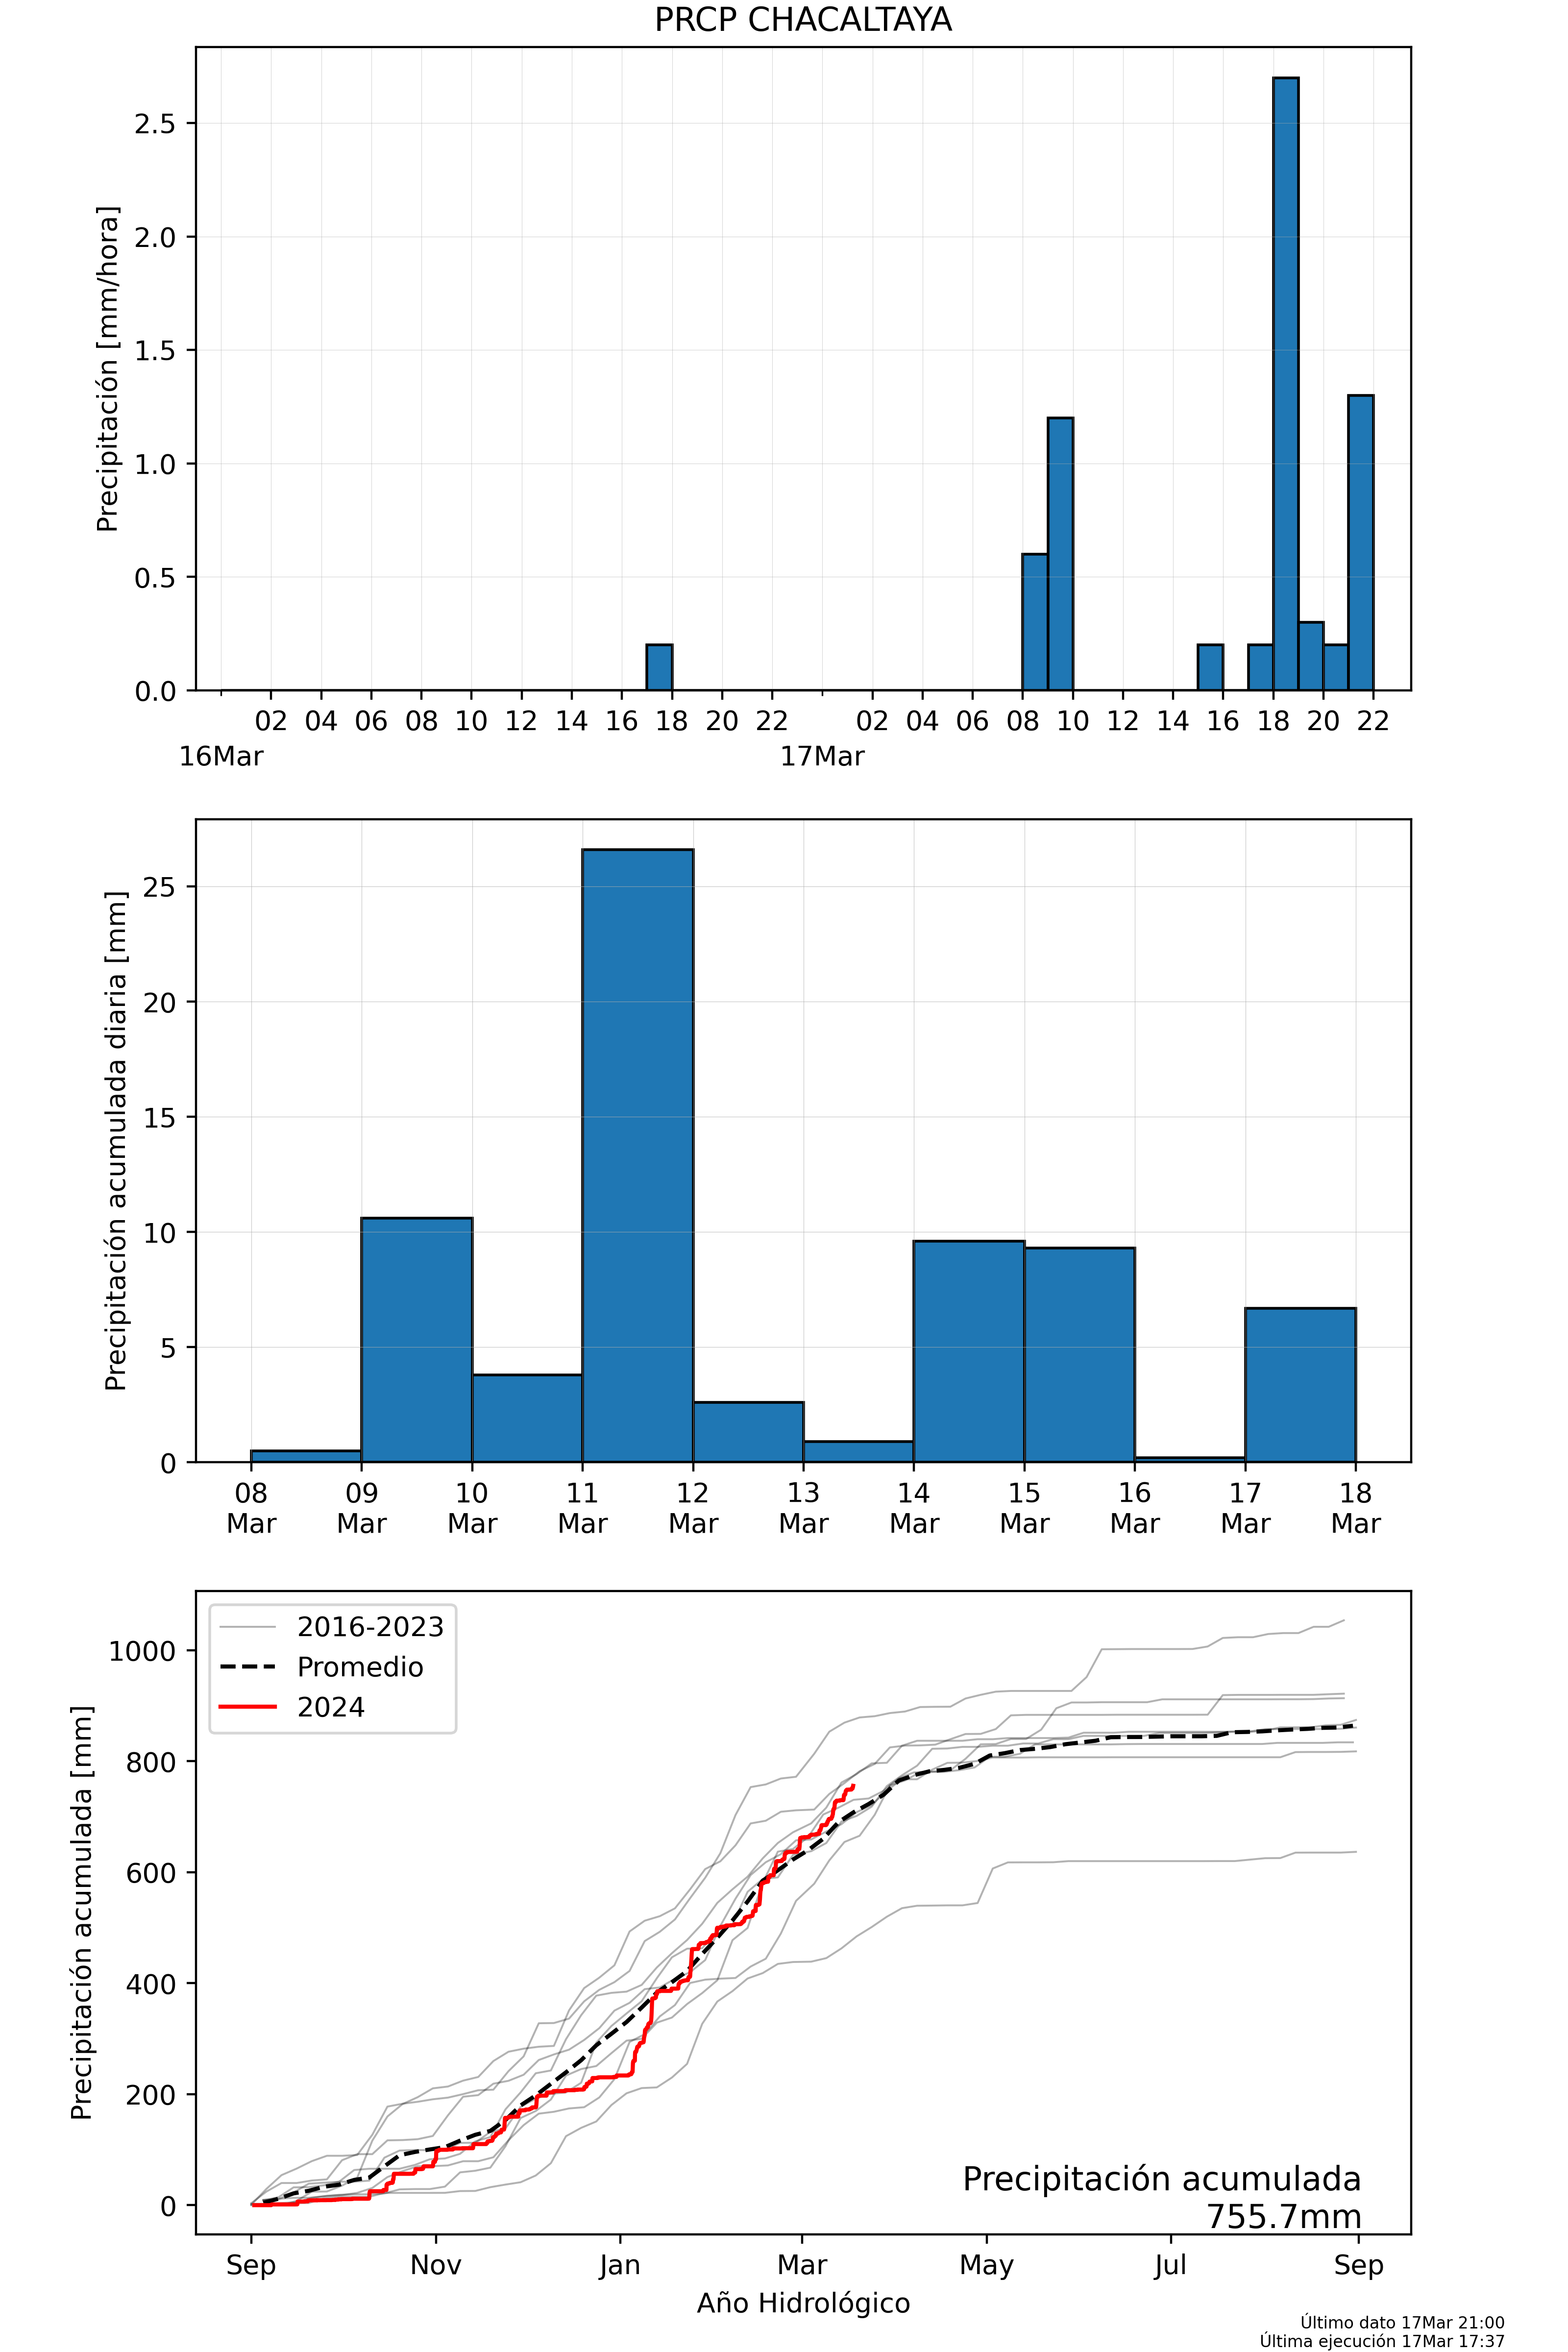 PRCP CHACALTAYA
Precipitación [mm/hora]
2.5
2.0
1.5
1.0
0.5
0.0
02 04 06 08 10 12 14 16 18 20 22 02 04 06 08 10 12 14 16 18 20 22
16Mar 17Mar
Precipitación acumulada diaria [mm]
25
20
15
10
5
0
08 09 10 11 12 13 14 15 16 17 18
Mar Mar Mar Mar Mar Mar Mar Mar Mar Mar Mar
Precipitación acumulada [mm]
1000
800
600
400
200
0
2016-2023
Promedio
2024
Precipitación acumulada
755.7mm
Sep Nov Jan Mar May Jul Sep
Año Hidrológico
Último dato 17Mar 21:00
Última ejecución 17Mar 17:37